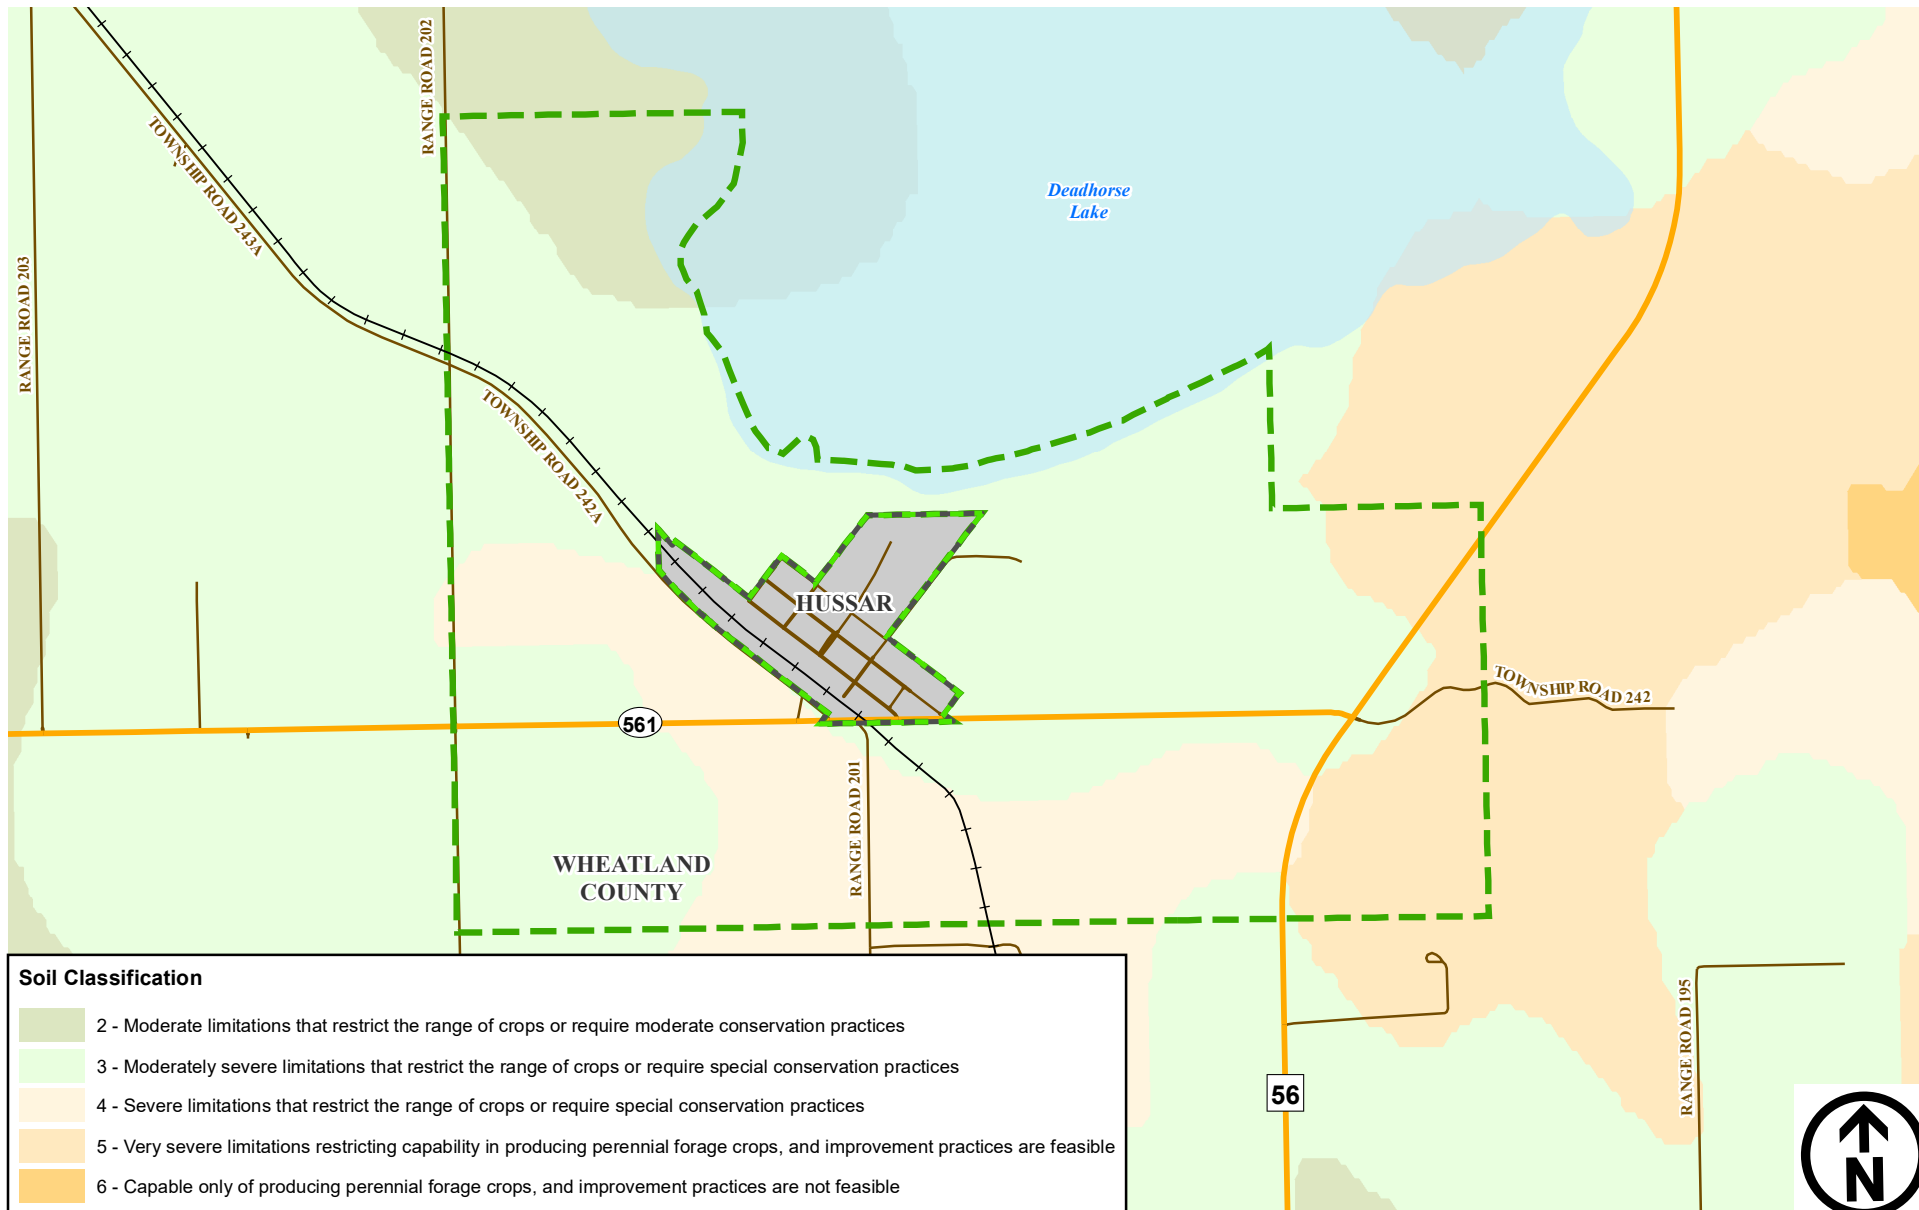 RANGE ROAD 202
TOWNSHIP ROAD 243A
Deadhorse
Lake
RANGE ROAD 203
TOWNSHIP ROAD 242A
HUSSAR
TOWNSHIP ROAD 242
561
RANGE ROAD 201
WHEATLAND
COUNTY
Soil Classification
2 - Moderate limitations that restrict the range of crops or require moderate conservation practices
3 - Moderately severe limitations that restrict the range of crops or require special conservation practices
4 - Severe limitations that restrict the range of crops or require special conservation practices
5 - Very severe limitations restricting capability in producing perennial forage crops, and improvement practices are feasible
6 - Capable only of producing perennial forage crops, and improvement practices are not feasible
56
RANGE ROAD 195
N